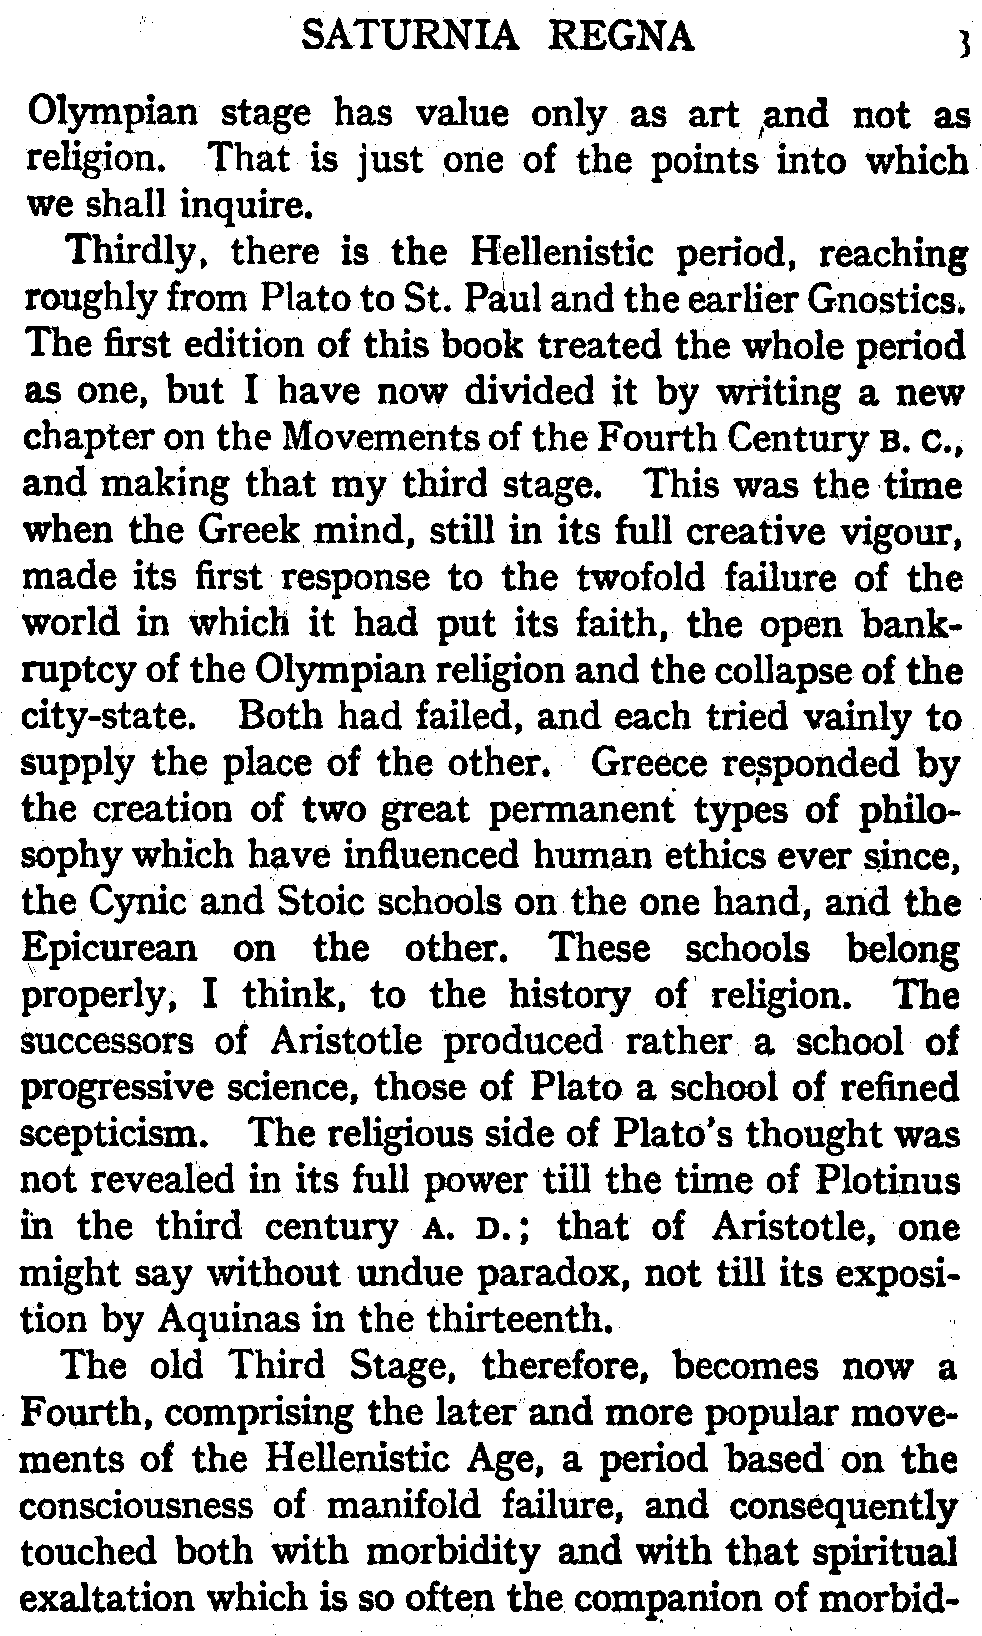 SATURNIA REGNA 3
Olympian stage has value only as art and not as
religion. That is just one of the points into which
we shall inquire.
Thirdly, there is the Hellenistic period, reaching
roughly from Plato to St. Paul and the earlier Gnostics.
The first edition of this book treated the whole period
as one, but I have now divided it by writing a new
chapter on the Movements of the Fourth Century B. C.,
and making that my third stage. This was the time
when the Greek mind, still in its full creative vigour,
made its first response to the twofold failure of the
world in which it had put its faith, the open bank-
ruptcy of the Olympian religion and the collapse of the
city-state. Both had failed, and each tried vainly to
supply the place of the other. Greece responded by
the creation of two great permanent types of philo-
sophy which have influenced human ethics ever since,
the Cynic and Stoic schools on the one hand, and the
Epicurean on the other. These schools belong
properly, I think, to the history of religion. The
successors of Aristotle produced rather a school of
progressive science, those of Plato a school of refined
scepticism. The religious side of Plato's thought was
not revealed in its full power till the time of Plotinus
in the third century A. D.; that of Aristotle, one
might say without undue paradox, not till its exposi-
tion by Aquinas in the thirteenth.
The old Third Stage, therefore, becomes now a
Fourth, comprising the later and more popular move-
ments of the Hellenistic Age, a period based on the
consciousness of manifold failure, and consequently
touched both with morbidity and with that spiritual
exaltation which is so often the companion of morbid-